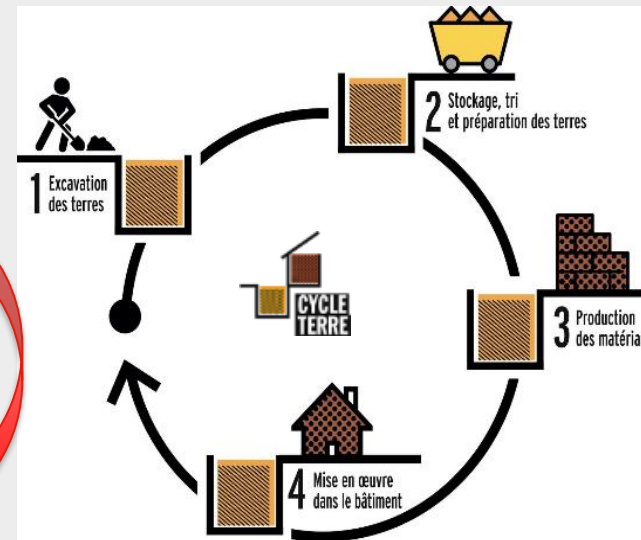 1 Excavation
des terres
2 Stockage, tri
et préparation des terres
3 Production
des matéria
4 Mise en œuvre
dans le bâtiment
CYCLE
TERRE